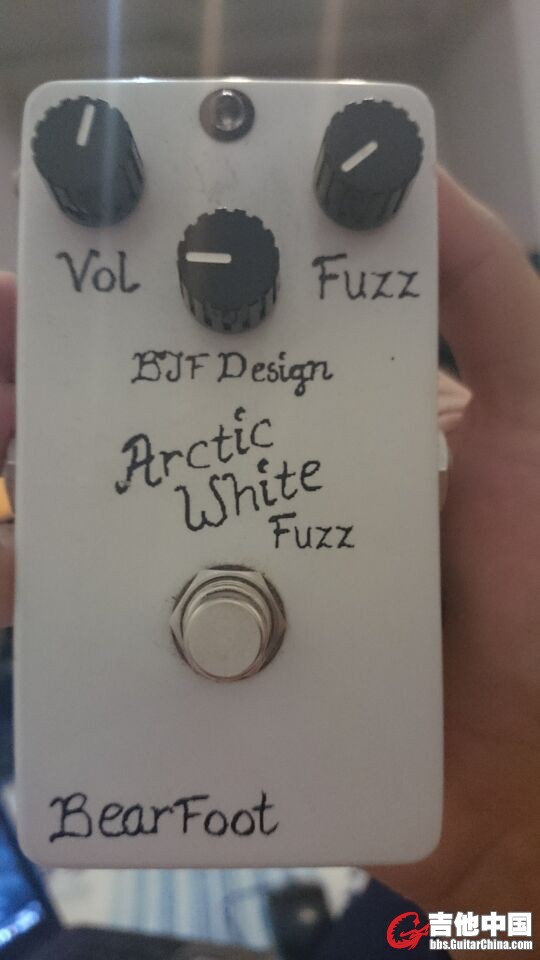 Vol
Fuzz
BJF Design
Arctic
White
Fuzz
BearFoot
吉他中国
bbs.GuitarChina.com